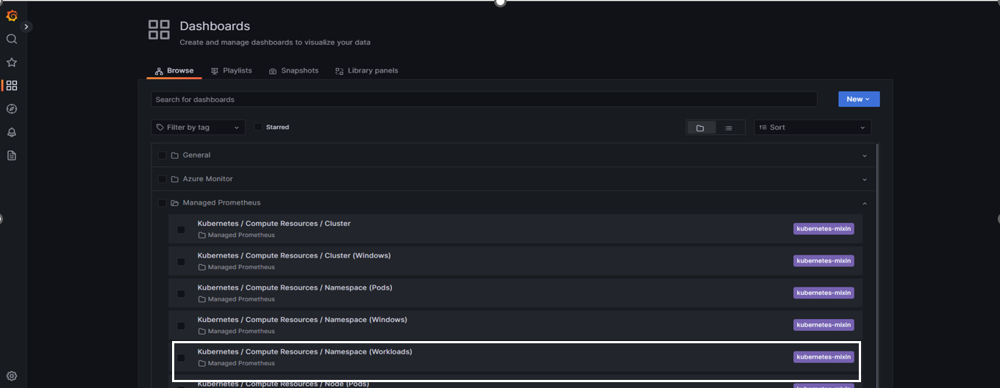 Dashboards
Create and manage dashboards to visualize your data
Browse Playlists Snapshots Library panels
Search for dashboards
New
Filter by tag Starred Sort
General
Azure Monitor
Managed Prometheus
Kubernetes / Compute Resources / Cluster
Managed Prometheus
kubernetes-mixin
Kubernetes / Compute Resources / Cluster (Windows)
Managed Prometheus
kubernetes-mixin
Kubernetes / Compute Resources / Namespace (Pods)
Managed Prometheus
kubernetes-mixin
Kubernetes / Compute Resources / Namespace (Windows)
Managed Prometheus
kubernetes-mixin
Kubernetes / Compute Resources / Namespace (Workloads)
Managed Prometheus
kubernetes-mixin
Kubernetes / Compute Resources / Node (Pods)
kubernetes-mixin